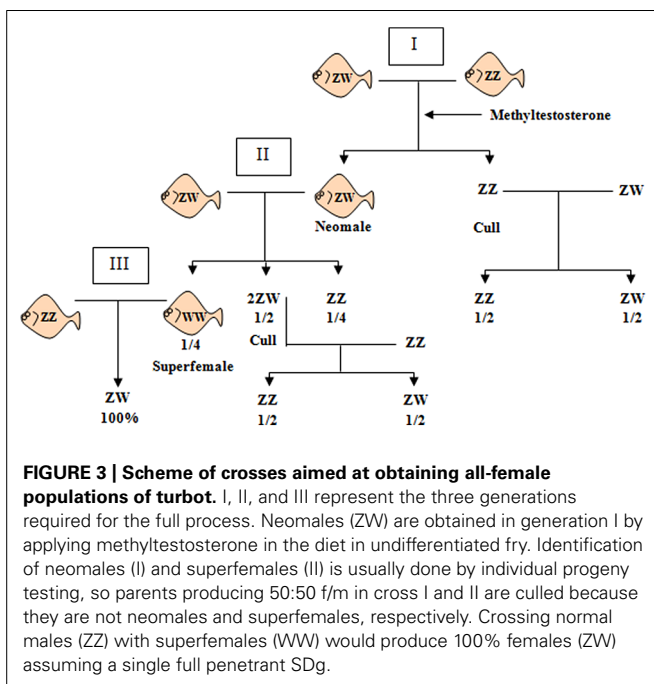 I
ZW
ZZ
Methyltestosterone
II
ZW
ZW
Neomale
ZZ
ZW
Cull
III
ZZ
WW
1/4
Superfemale
2ZW
1/2
Cull
ZZ
1/4
ZZ
ZZ
1/2
ZW
1/2
ZW
100%
ZZ
1/2
ZW
1/2
FIGURE 3 | Scheme of crosses aimed at obtaining all-female
populations of turbot. I, II, and III represent the three generations
required for the full process. Neomales (ZW) are obtained in generation I by
applying methyltestosterone in the diet in undifferentiated fry. Identification
of neomales (I) and superfemales (II) is usually done by individual progeny
testing, so parents producing 50:50 f/m in cross I and II are culled because
they are not neomales and superfemales, respectively. Crossing normal
males (ZZ) with superfemales (WW) would produce 100% females (ZW)
assuming a single full penetrant SDg.